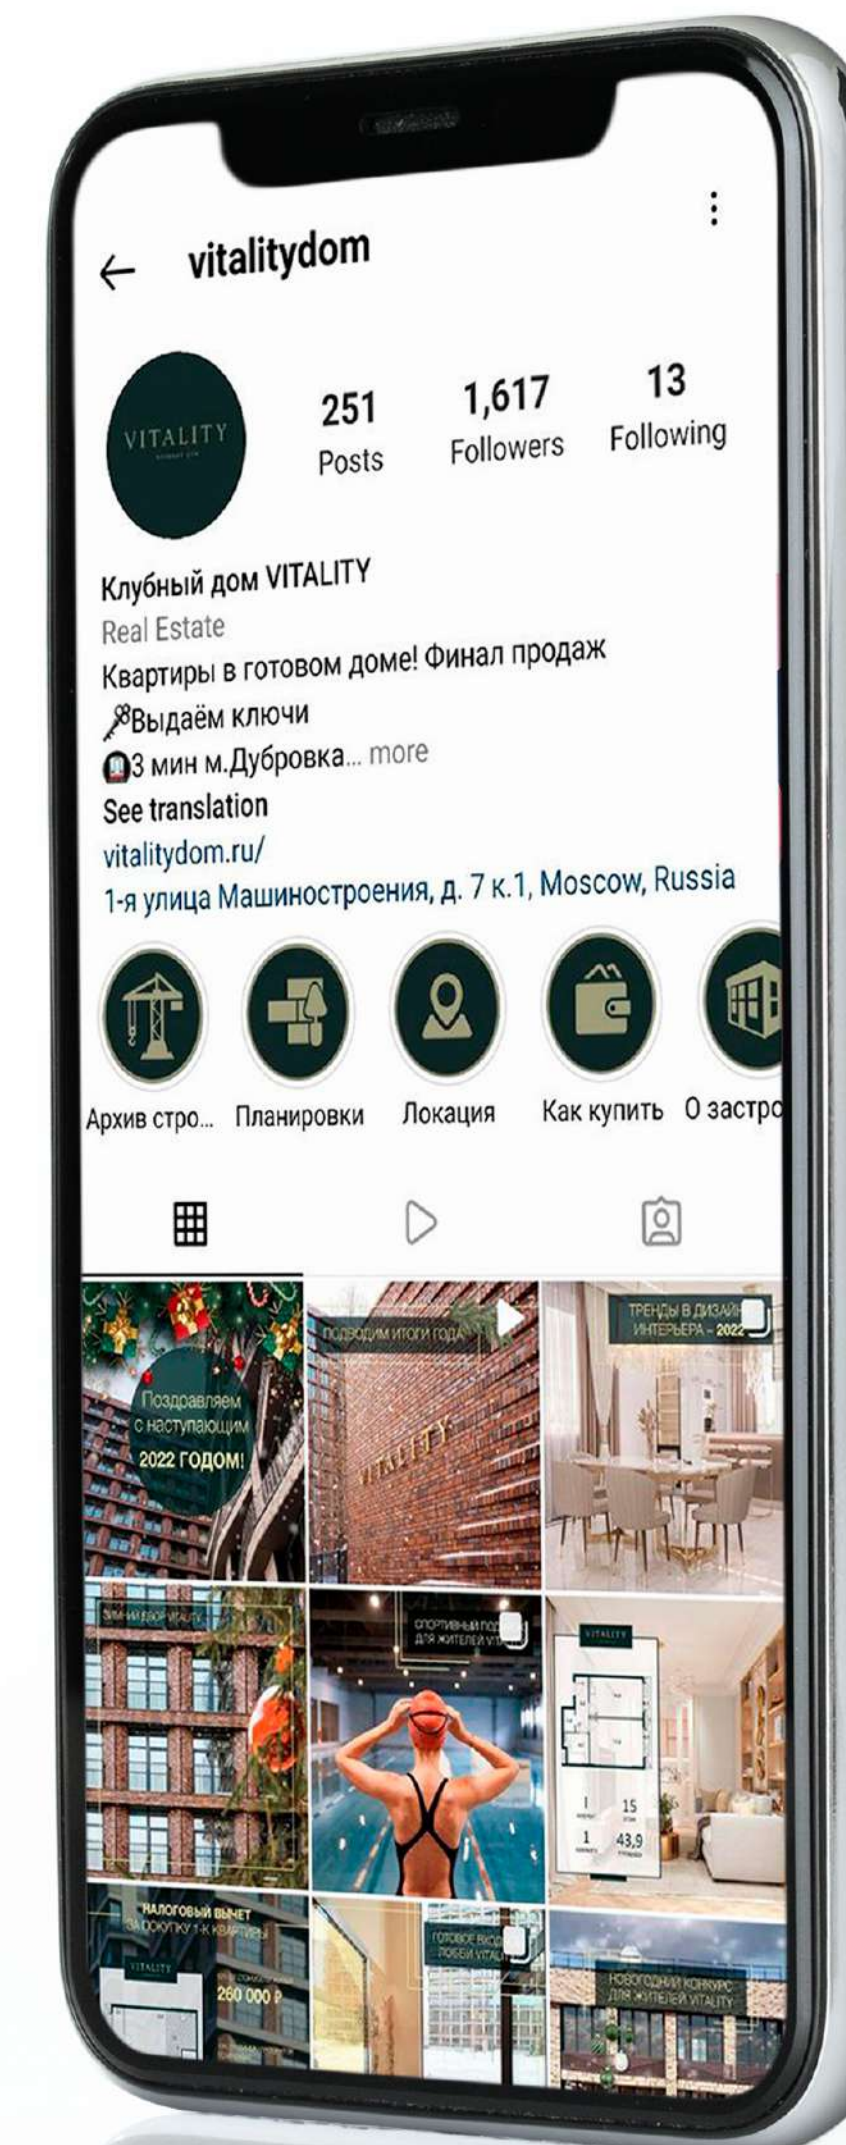 vitalitydom
VITALITY
251
Posts
1,617
Followers
13
Following
Клубный дом VITALITY
Real Estate
Квартиры в готовом доме! Финал продаж
Выдаём ключи
3 мин м.Дубровка... more
See translation
vitalitydom.ru/
1-я улица Машиностроения, д. 7 к.1, Moscow, Russia
Архив стро...
Планировки
Локация
Как купить
О застро
Поздравляем
с наступающим
2022 ГОДОМ!
ПОДВОДИМ ИТОГИ ГОДА
VITALITY
ТРЕНДЫ В ДИЗАЙН
ИНТЕРЬЕРА – 2022
ЗИМНИЙ ДВОР VITALITY
СПОРТИВНЫЙ ПОД
ДЛЯ ЖИТЕЛЕЙ VIT
VITALITY
1
15
1
43,9
НАЛОГОВЫЙ ВЫЧЕТ
ЗА ПОКУПКУ 1-К КВАРТИРЫ
VITALITY
260 000 ₽
ГОТОВОЕ ВХОД
ЛОББИ VITAL
НОВОГОДНИЙ КОНКУРС
ДЛЯ ЖИТЕЛЕЙ VITALITY